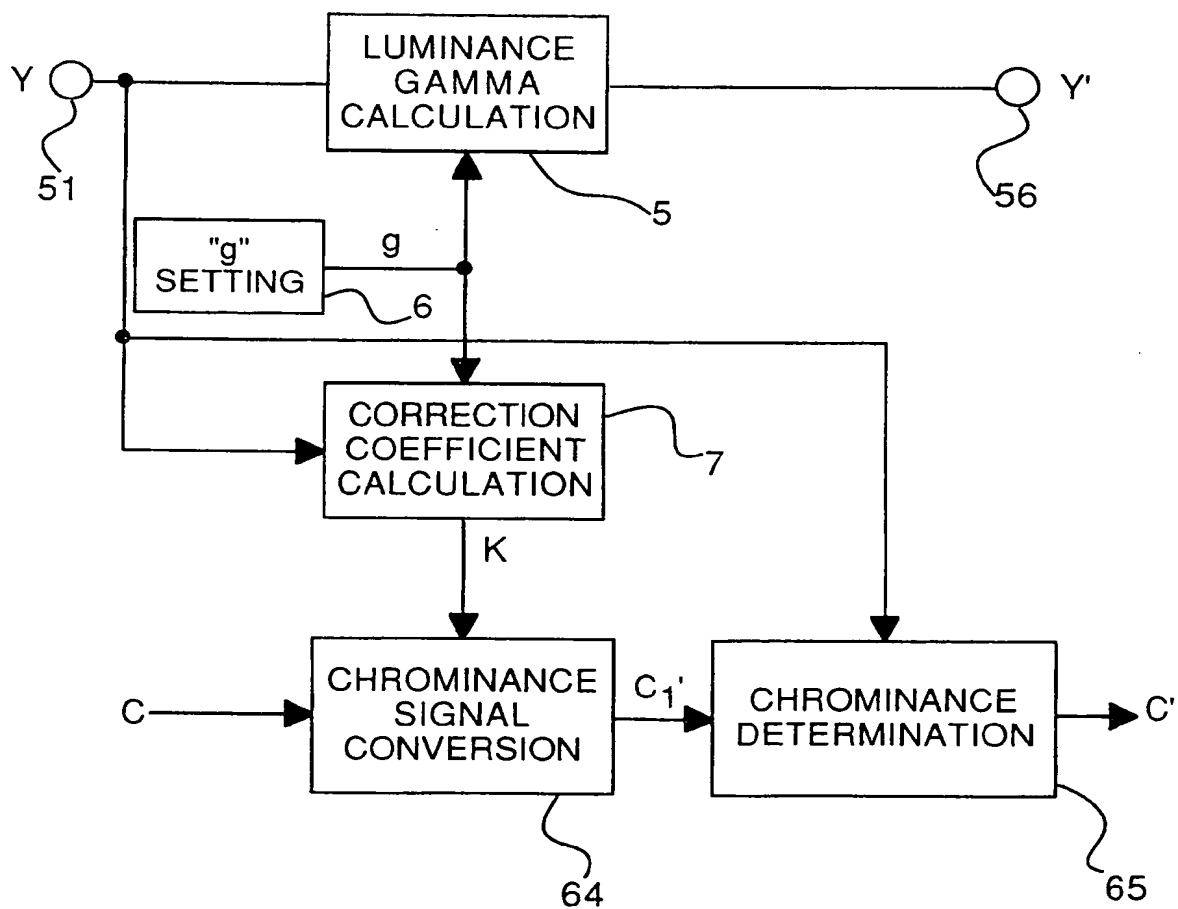 LUMINANCE
GAMMA
CALCULATION
Y
Y'
51
5
56
"g"
SETTING
g
6
CORRECTION
COEFFICIENT
CALCULATION
7
K
C
CHROMINANCE
SIGNAL
CONVERSION
C1'
CHROMINANCE
DETERMINATION
C'
64
65